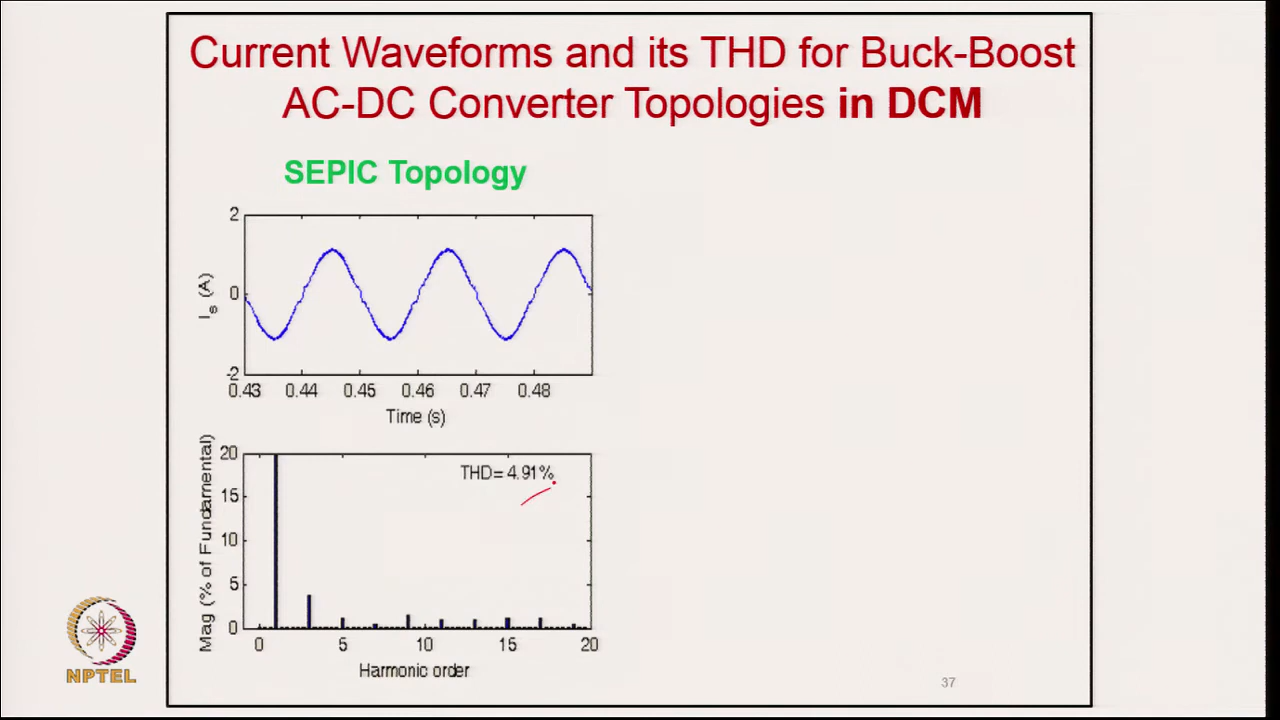 Current Waveforms and its THD for Buck-Boost
AC-DC Converter Topologies in DCM
SEPIC Topology
2
0
-2
I_s (A)
0.43 0.44 0.45 0.46 0.47 0.48
Time (s)
20
15
10
5
0
Mag (% of Fundamental)
THD= 4.91%
0 5 10 15 20
Harmonic order
NPTEL
37